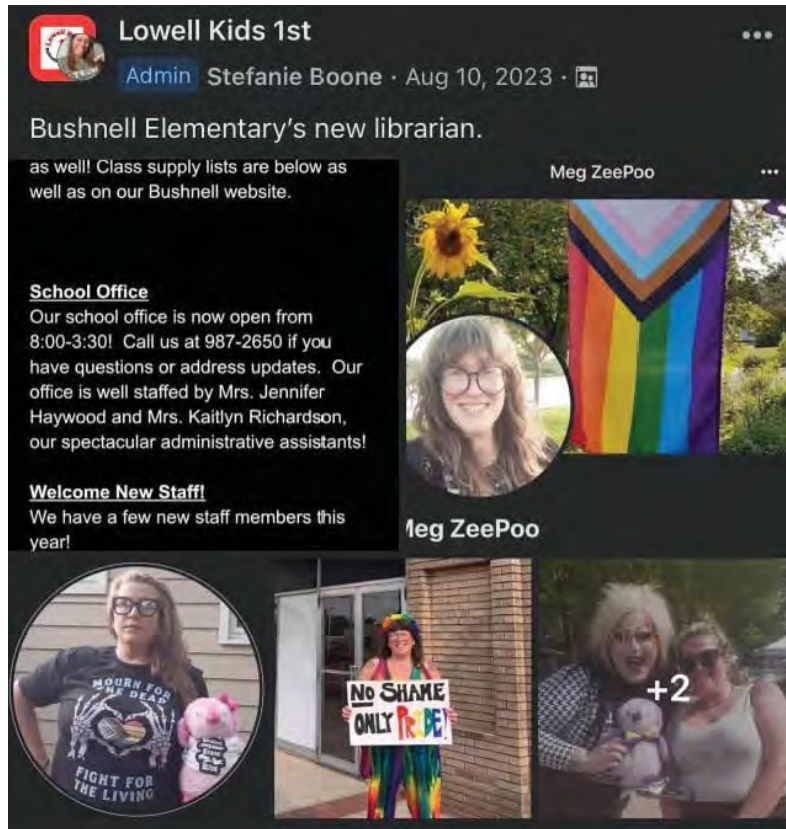 Lowell Kids 1st
Admin Stefanie Boone · Aug 10, 2023 ·
Bushnell Elementary's new librarian.
as well! Class supply lists are below as
well as on our Bushnell website.
School Office
Our school office is now open from
8:00-3:30! Call us at 987-2650 if you
have questions or address updates. Our
office is well staffed by Mrs. Jennifer
Haywood and Mrs. Kaitlyn Richardson,
our spectacular administrative assistants!
Welcome New Staff!
We have a few new staff members this
year!
Meg ZeePoo
Meg ZeePoo
MOURN FOR
THE DEAD
FIGHT FOR
THE LIVING
NO SHAME
ONLY PRIDE!
+2